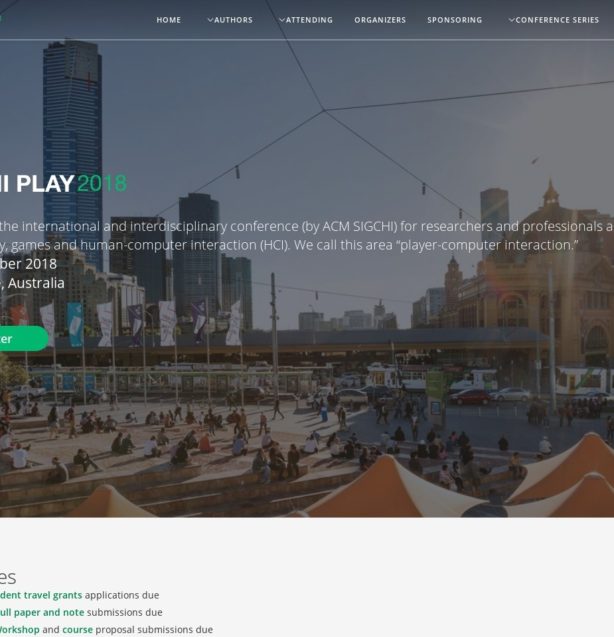 HOME AUTHORS ATTENDING ORGANIZERS SPONSORING CONFERENCE SERIES
PLAY 2018
the international and interdisciplinary conference (by ACM SIGCHI) for researchers and professionals a
games and human-computer interaction (HCI). We call this area “player-computer interaction.”
ber 2018
, Australia
ter
es
dent travel grants applications due
ull paper and note submissions due
Workshop and course proposal submissions due